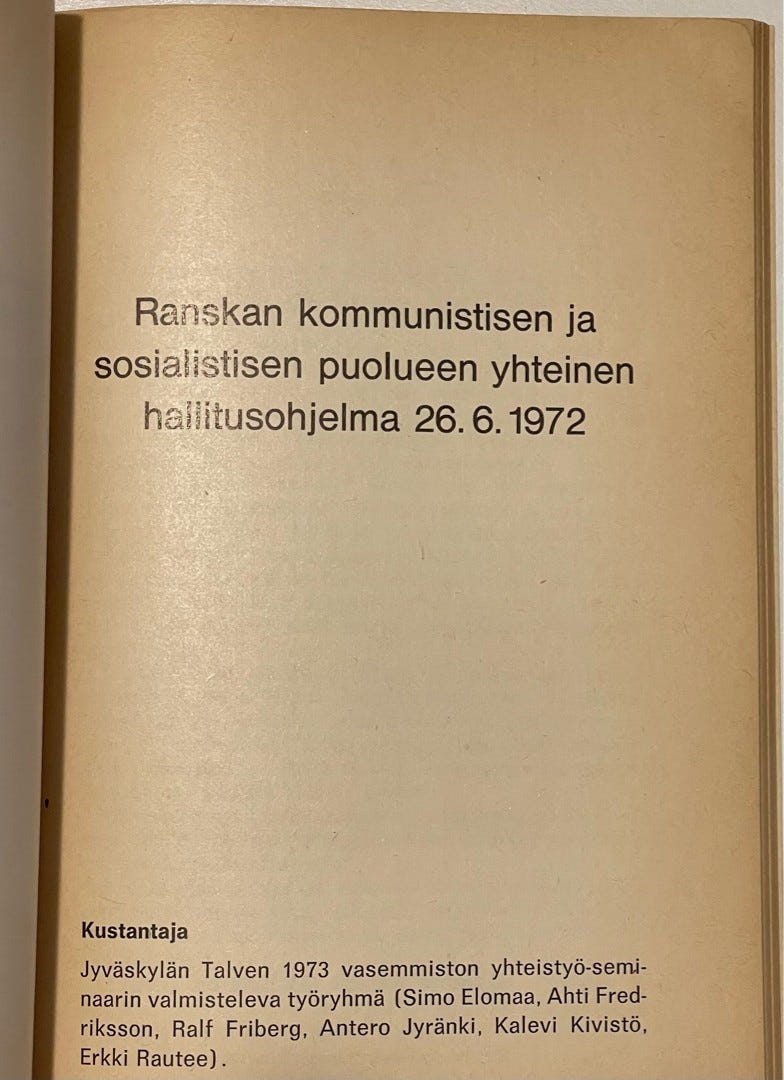 Ranskan kommunistisen ja
sosialistisen puolueen yhteinen
hallitusohjelma 26.6.1972
Kustantaja
Jyväskylän Talven 1973 vasemmiston yhteistyö-semi-
naarin valmisteleva työryhmä (Simo Elomaa, Ahti Fred-
riksson, Ralf Friberg, Antero Jyränki, Kalevi Kivistö,
Erkki Rautee).